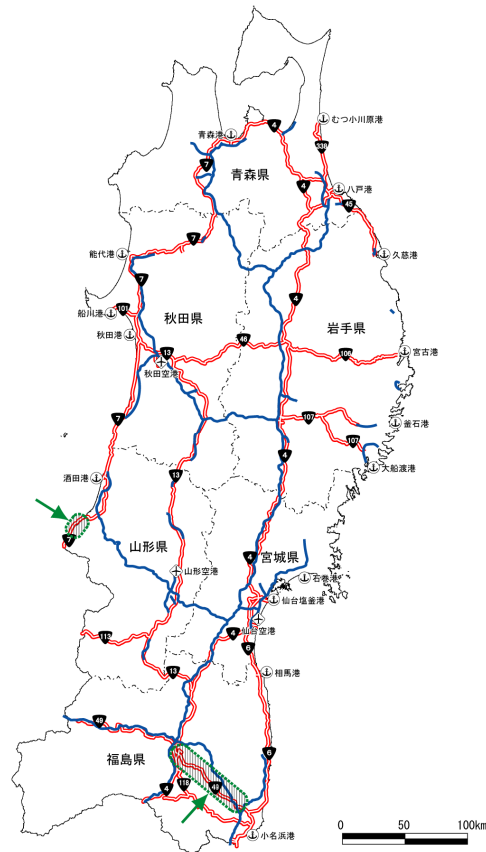 むつ小川原港
4
青森港
338
7
青森県
八戸港
4
45
7
能代港
久慈港
7
4
船川港
101
秋田県
岩手県
秋田港
46
13
106
宮古港
秋田空港
107
7
釜石港
107
4
大船渡港
13
酒田港
7
山形県
宮城県
4
山形空港
石巻港
仙台塩釜港
4
仙台空港
113
6
13
相馬港
49
福島県
6
4
118
49
小名浜港
0
50
100km